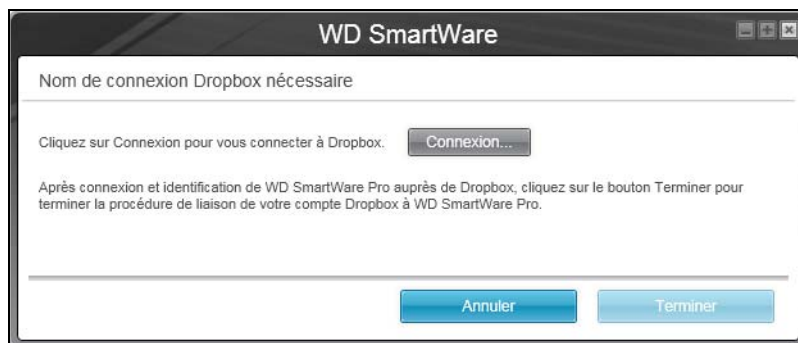 WD SmartWare
Nom de connexion Dropbox nécessaire
Cliquez sur Connexion pour vous connecter à Dropbox. Connexion...
Après connexion et identification de WD SmartWare Pro auprès de Dropbox, cliquez sur le bouton Terminer pour
terminer la procédure de liaison de votre compte Dropbox à WD SmartWare Pro.
Annuler Terminer